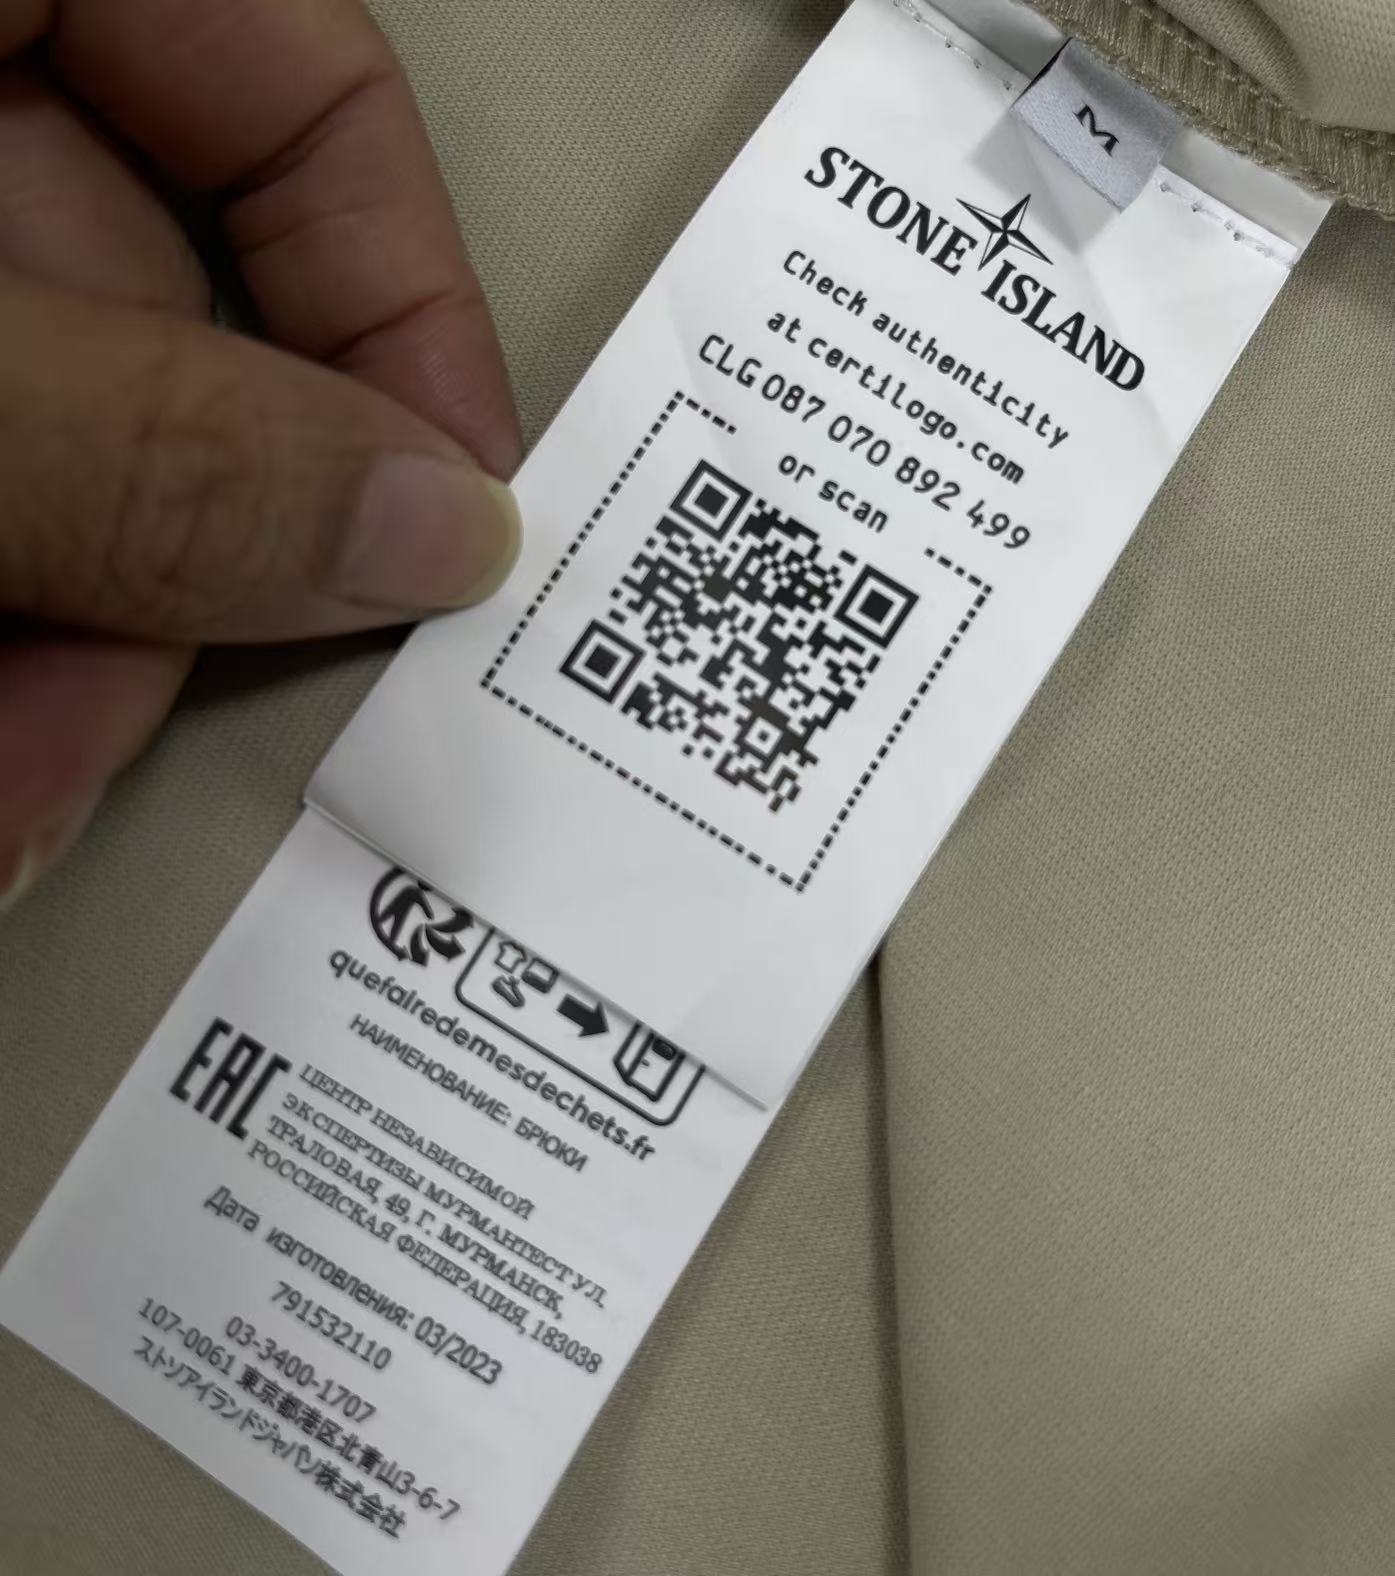 M
STONE ISLAND
Check authenticity
at certilogo.com
CLG 087 070 892 499
or scan
quefairedemesdechets.fr
НАИМЕНОВАНИЕ: БРЮКИ
EAC
ЦЕНТР НЕЗАВИСИМОЙ
ЭКСПЕРТИЗЫ МУРМАНТЕСТ УЛ.
ТРАЛОВАЯ, 49, Г. МУРМАНСК,
РОССИЙСКАЯ ФЕДЕРАЦИЯ, 183038
Дата изготовления: 03/2023
791532110
03-3400-1707
107-0061 東京都港区北青山3-6-7
ストソアイランドジャパン株式会社